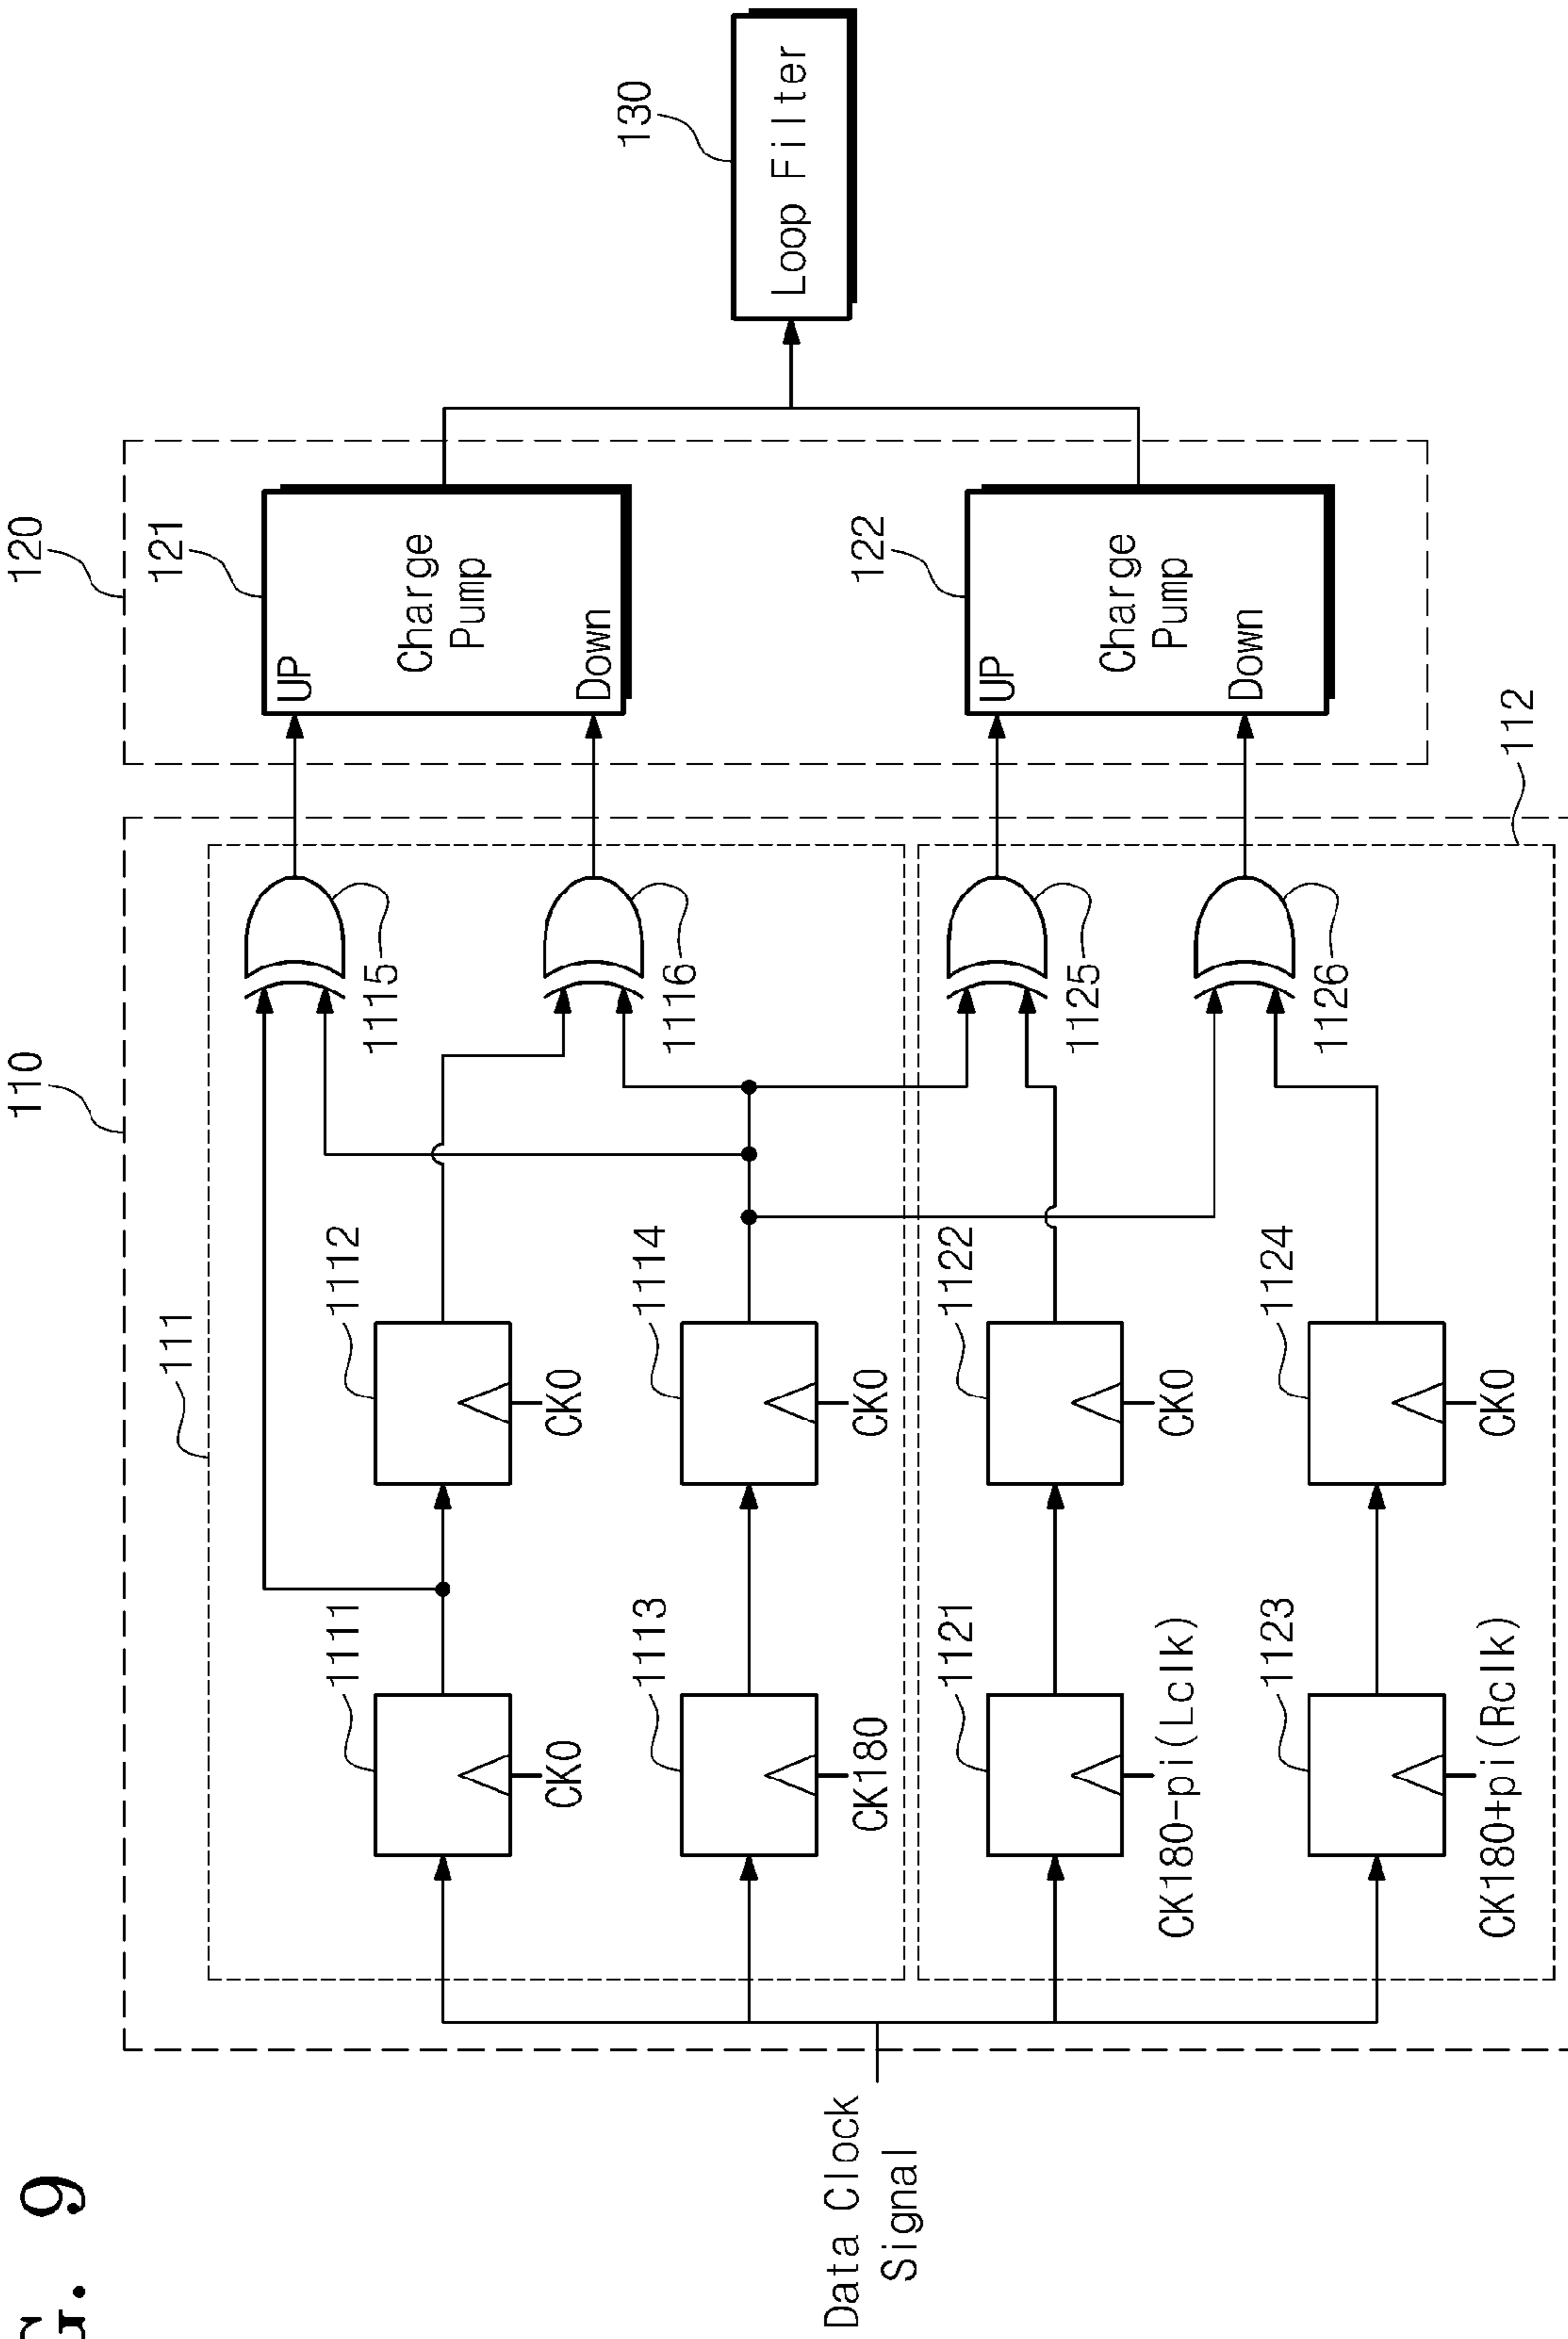 G. 9
110
120
111
121
130
1111
1112
1115
UP
Charge
Pump
Down
CK0
CK0
1113
1114
1116
CK180
CK0
Loop Filter
Data Clock
Signal
1121
1122
1125
122
UP
Charge
Pump
Down
CK180-pi(Lclk)
CK0
1123
1124
1126
CK180+pi(Rclk)
CK0
112